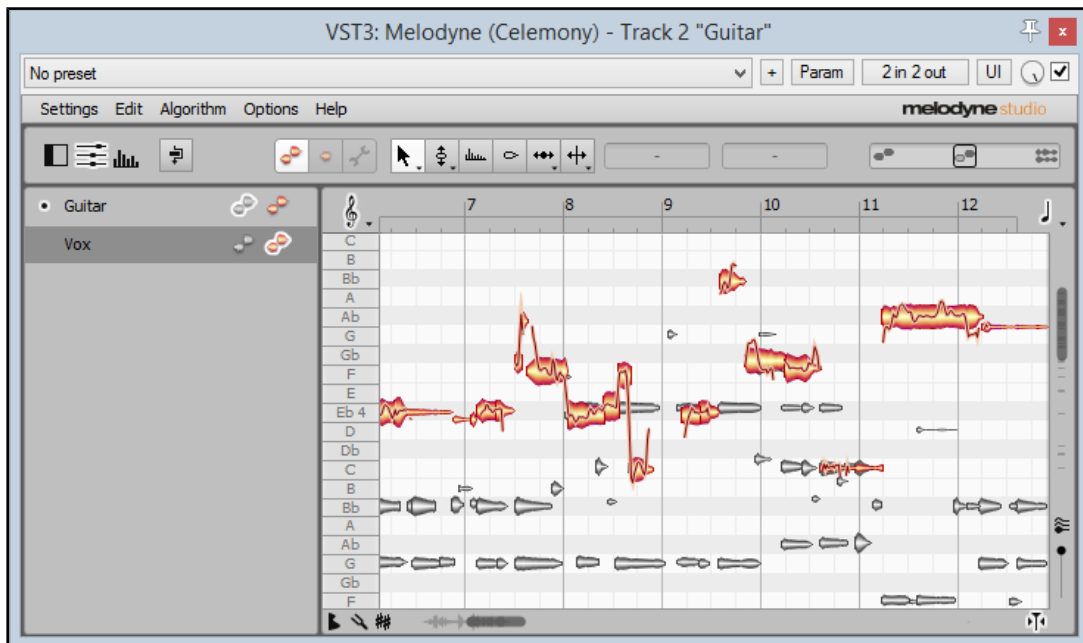 VST3: Melodyne (Celemony) - Track 2 "Guitar"
No preset + Param 2 in 2 out UI
Settings Edit Algorithm Options Help melodyne studio
- -
Guitar 7 8 9 10 11 12
Vox
C
B
Bb
A
Ab
G
Gb
F
E
Eb 4
D
Db
C
B
Bb
A
Ab
G
Gb
F